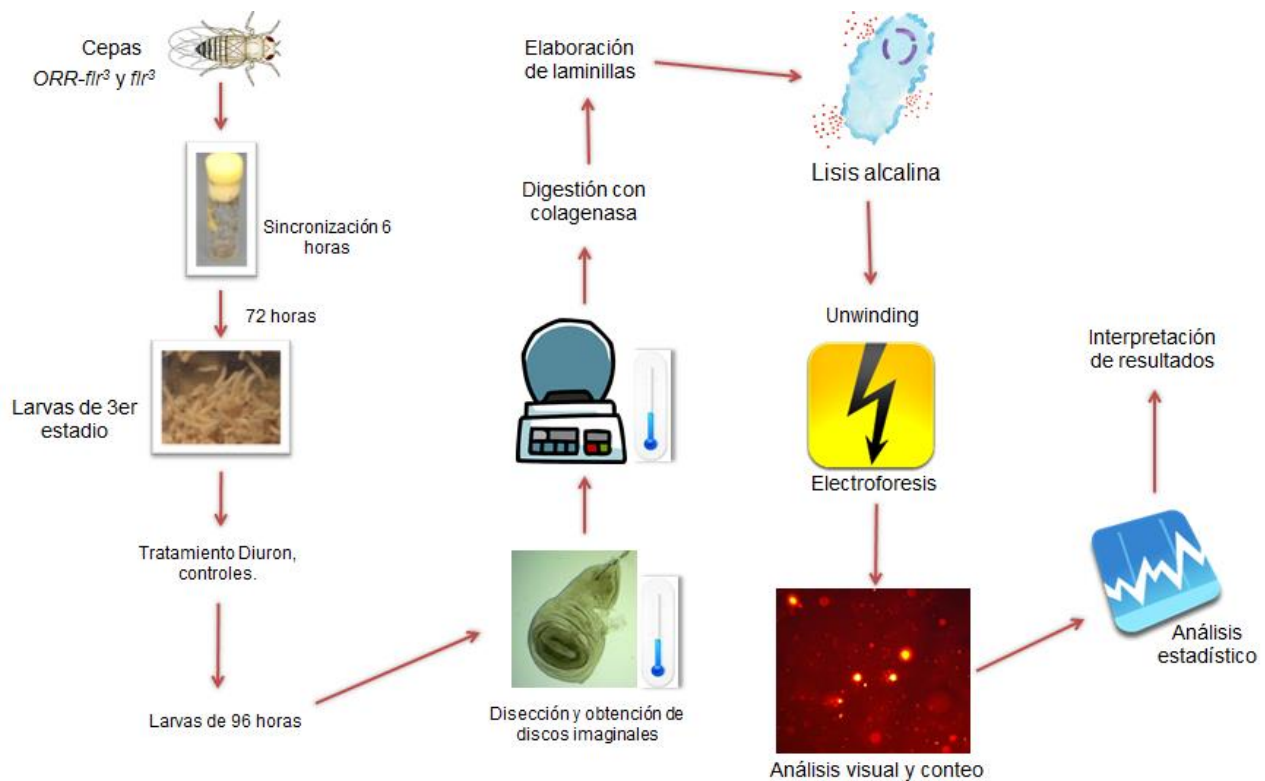 Cepas
ORR-flr³ y flr³
Sincronización 6
horas
72 horas
Larvas de 3er
estadio
Tratamiento Diuron,
controles.
Larvas de 96 horas
Disección y obtención de
discos imaginales
Digestión con
colagenasa
Elaboración
de laminillas
Lisis alcalina
Unwinding
Electroforesis
Análisis visual y conteo
Análisis
estadístico
Interpretación
de resultados